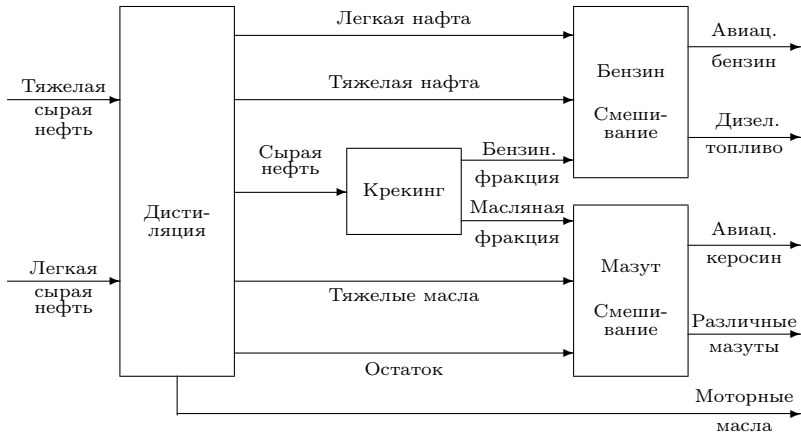 Легкая нафта
Авиац.
бензин
Тяжелая
сырая
нефть
Тяжелая нафта
Бензин
Смеши-
вание
Дизел.
топливо
Сырая
нефть
Бензин.
фракция
Крекинг
Масляная
фракция
Дисти-
ляция
Авиац.
керосин
Легкая
сырая
нефть
Тяжелые масла
Мазут
Смеши-
вание
Различные
мазуты
Остаток
Моторные
масла